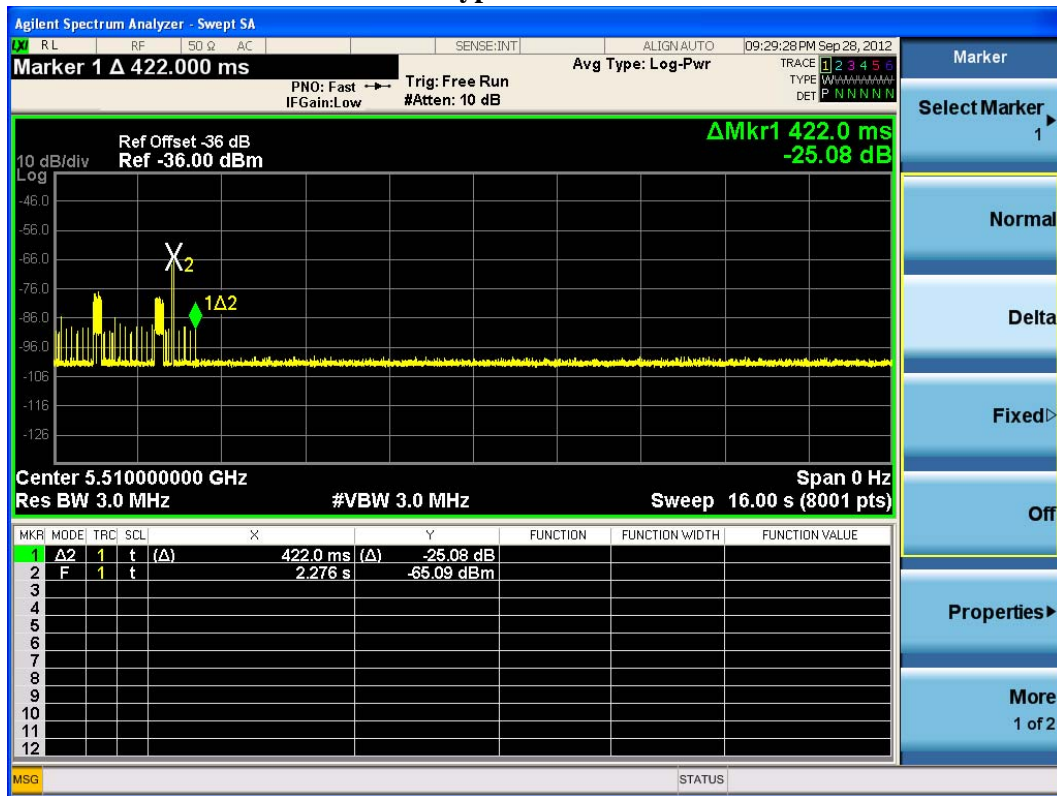 Agilent Spectrum Analyzer - Swept SA
LXI RL RF 50 Ω AC SENSE:INT ALIGN AUTO 09:29:28 PM Sep 28, 2012
Marker 1 Δ 422.000 ms
PNO: Fast
IFGain:Low
Trig: Free Run
#Atten: 10 dB
Avg Type: Log-Pwr
TRACE 1 2 3 4 5 6
TYPE W
DET P N N N N N
ΔMkr1 422.0 ms
-25.08 dB
Ref Offset -36 dB
10 dB/div Ref -36.00 dBm
Log
-46.0
-56.0
-66.0
-76.0
-86.0
-96.0
-106
-116
-126
X2
1Δ2
Center 5.510000000 GHz Span 0 Hz
Res BW 3.0 MHz #VBW 3.0 MHz Sweep 16.00 s (8001 pts)
MKR MODE TRC SCL X Y FUNCTION FUNCTION WIDTH FUNCTION VALUE
1 Δ2 1 t (Δ) 422.0 ms (Δ) -25.08 dB
2 F 1 t 2.276 s -65.09 dBm
3
4
5
6
7
8
9
10
11
12
MSG STATUS
Marker
Select Marker
1
Normal
Delta
Fixed
Off
Properties
More
1 of 2